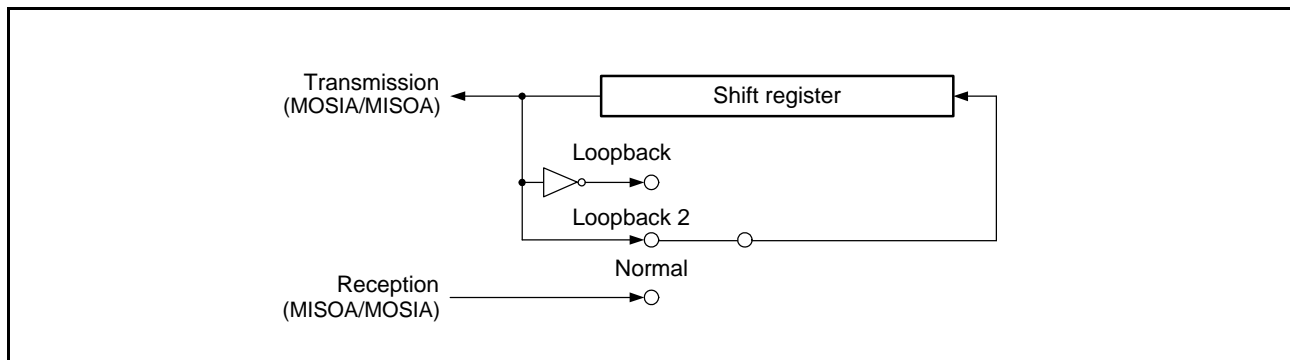 Transmission
(MOSIA/MISOA)
Shift register
Loopback
Loopback 2
Normal
Reception
(MISOA/MOSIA)